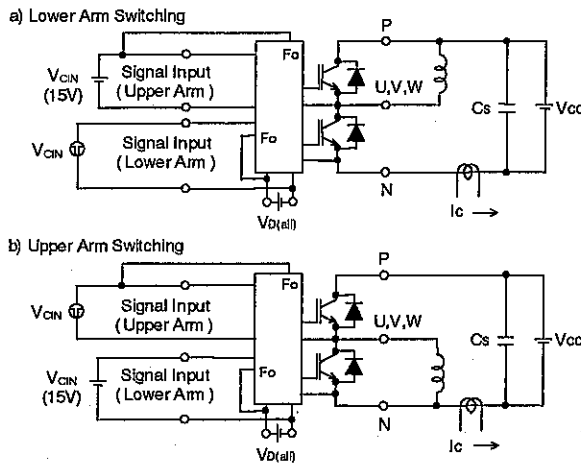 a) Lower Arm Switching
P
Fo
VCIN
(15V)
Signal Input
( Upper Arm )
U,V,W
Cs
Vcc
VCIN
Signal Input
( Lower Arm )
Fo
N
Ic
VD(all)
b) Upper Arm Switching
P
Fo
VCIN
Signal Input
( Upper Arm )
U,V,W
Cs
Vcc
VCIN
(15V)
Signal Input
( Lower Arm )
Fo
N
Ic
VD(all)